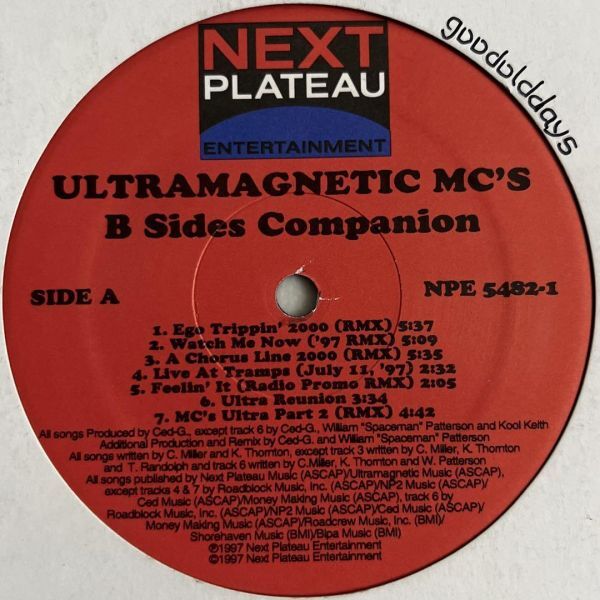 NEXT
PLATEAU
ENTERTAINMENT
goodolddays
ULTRAMAGNETIC MC'S
B Sides Companion
SIDE A
NPE 5482-1
1. Ego Trippin' 2000 (RMX) 5:37
2. Watch Me Now ('97 RMX) 5:09
3. A Chorus Line 2000 (RMX) 5:35
4. Live At Tramps (July 11, '97) 2:32
5. Feelin' It (Radio Promo RMX) 2:05
6. Ultra Reunion 3:34
7. MC's Ultra Part 2 (RMX) 4:42
All songs Produced by Ced-G., except track 6 by Ced-G., William "Spaceman" Patterson and Kool Keith
Additional Production and Remix by Ced-G. and William "Spaceman" Patterson
All songs written by C. Miller and K. Thornton, except track 3 written by C. Miller, K. Thornton
and T. Randolph and track 6 written by C.Miller, K. Thornton and W. Patterson
All songs published by Next Plateau Music (ASCAP)/Ultramagnetic Music (ASCAP),
except tracks 4 & 7 by Roadblock Music, Inc. (ASCAP)/NP2 Music (ASCAP)/
Ced Music (ASCAP)/Money Making Music (ASCAP), track 6 by
Roadblock Music, Inc. (ASCAP)/NP2 Music (ASCAP)/Ced Music (ASCAP)/
Money Making Music (ASCAP)/Roadcrew Music, Inc. (BMI)/
Shorehaven Music (BMI)/Bipa Music (BMI)
℗1997 Next Plateau Entertainment
©1997 Next Plateau Entertainment